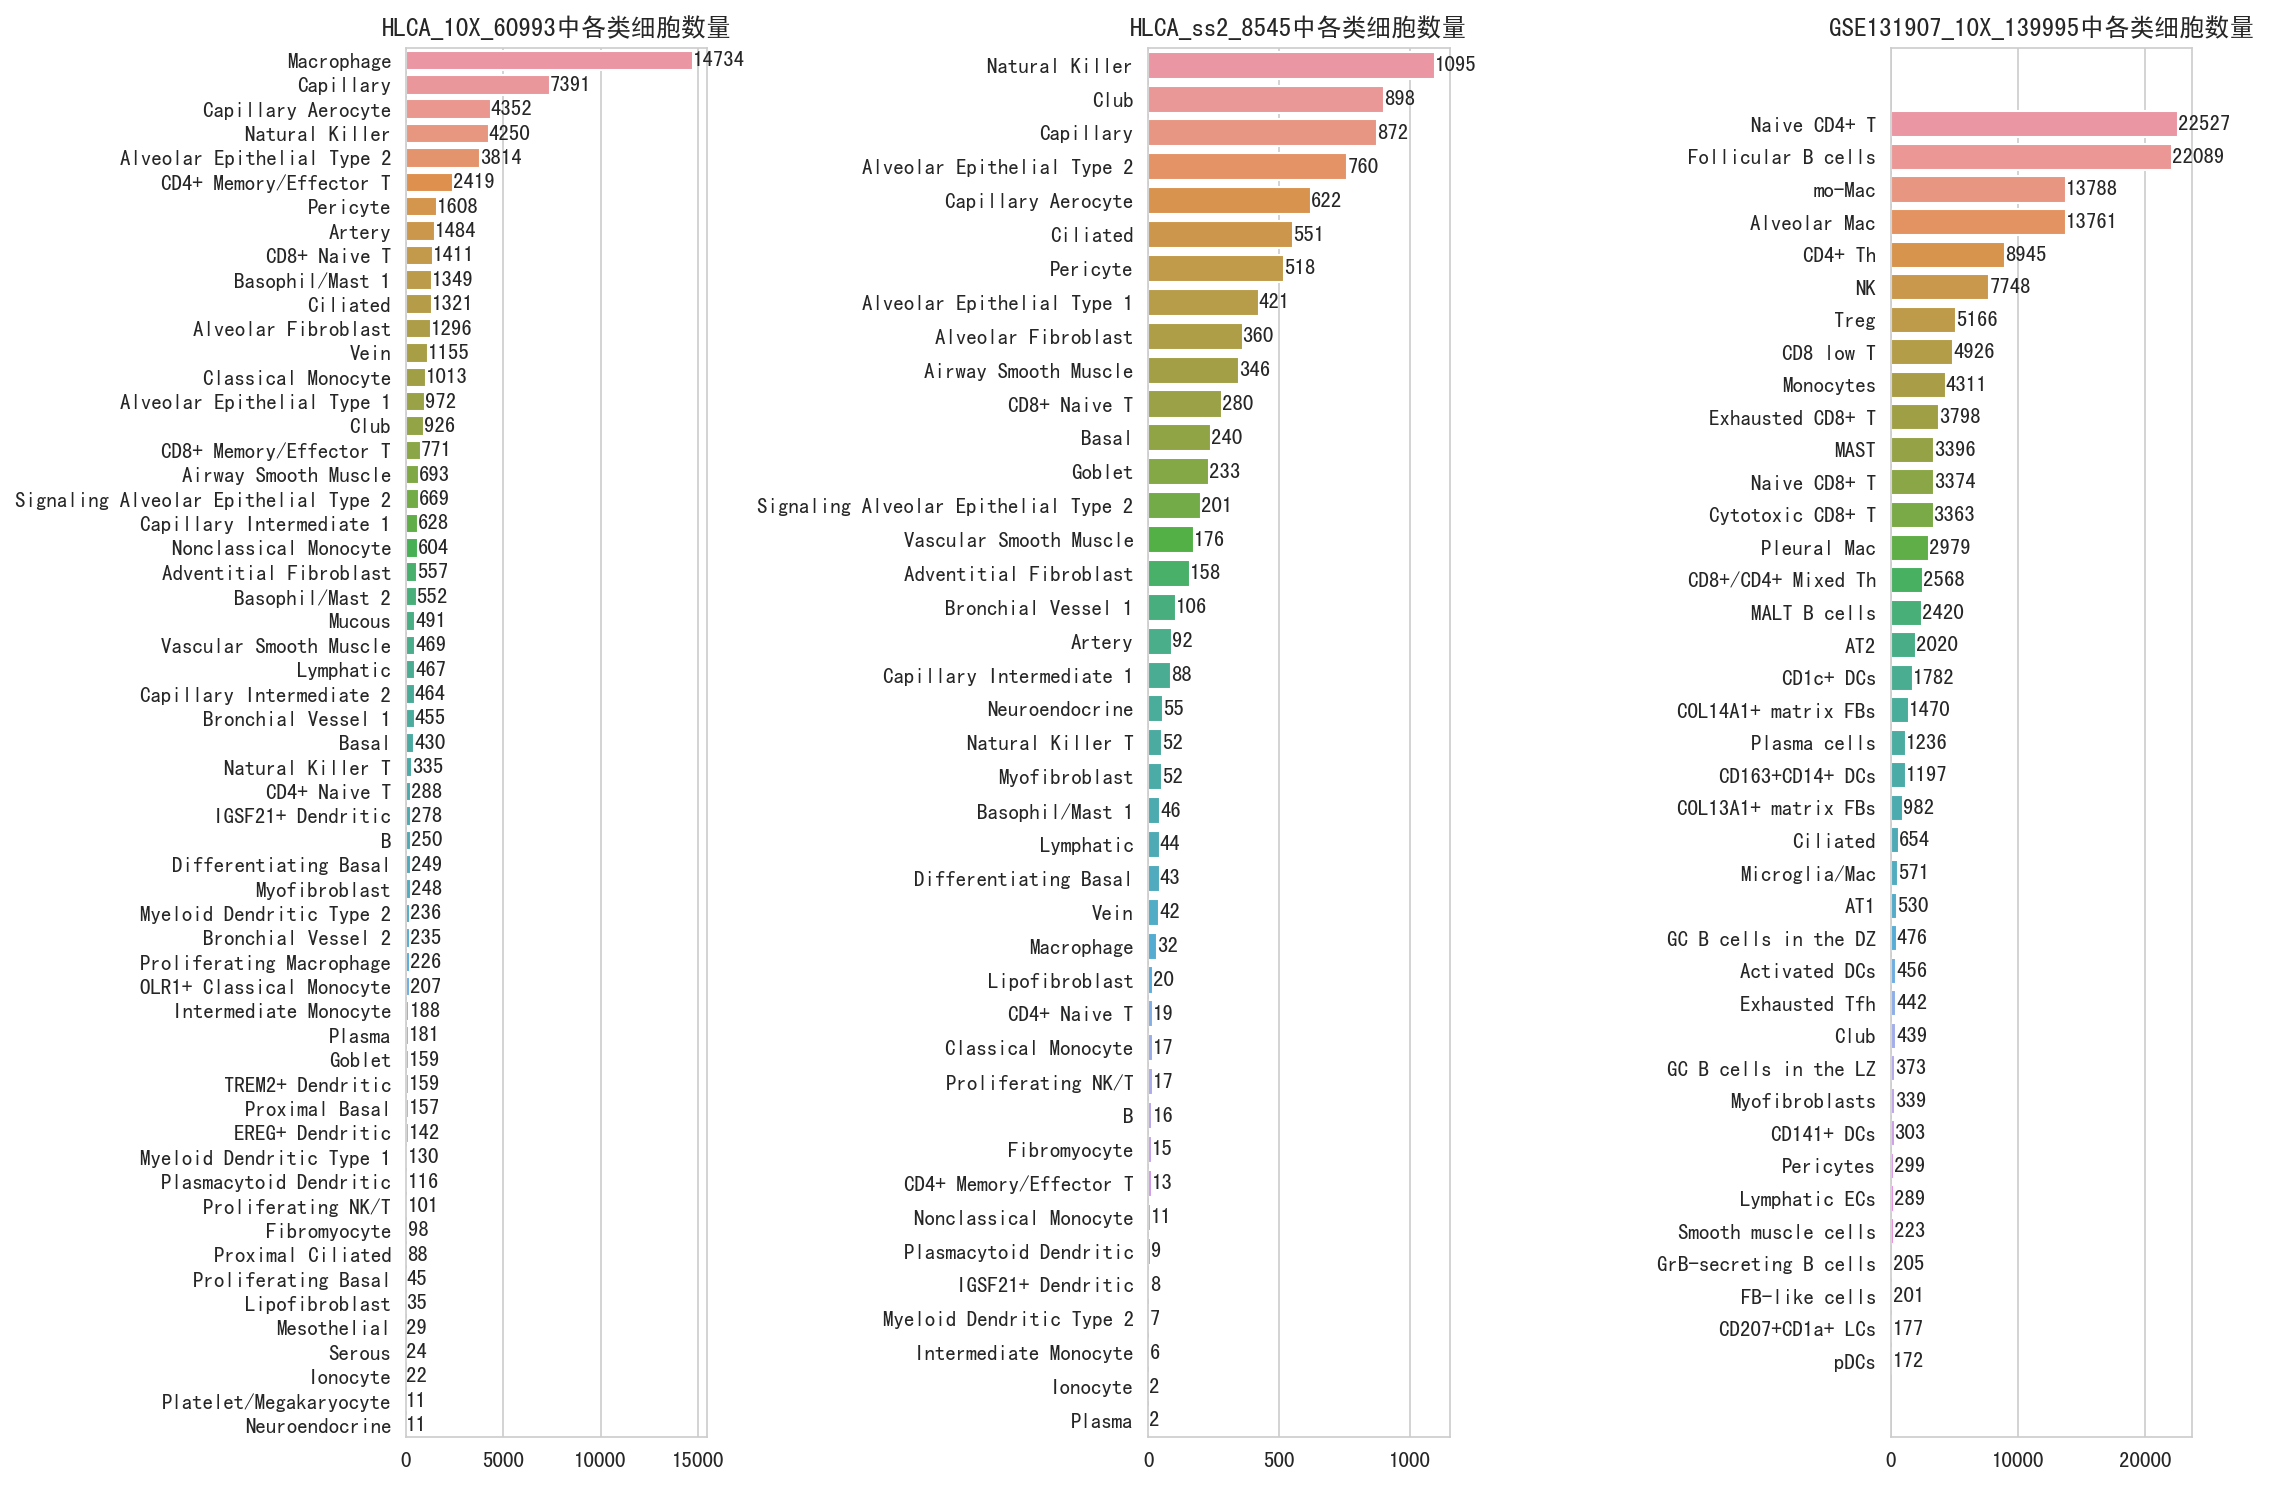 HLCA_10X_60993中各类细胞数量
Macrophage 14734
Capillary 7391
Capillary Aerocyte 4352
Natural Killer 4250
Alveolar Epithelial Type 2 3814
CD4+ Memory/Effector T 2419
Pericyte 1608
Artery 1484
CD8+ Naive T 1411
Basophil/Mast 1 1349
Ciliated 1321
Alveolar Fibroblast 1296
Vein 1155
Classical Monocyte 1013
Alveolar Epithelial Type 1 972
Club 926
CD8+ Memory/Effector T 771
Airway Smooth Muscle 693
Signaling Alveolar Epithelial Type 2 669
Capillary Intermediate 1 628
Nonclassical Monocyte 604
Adventitial Fibroblast 557
Basophil/Mast 2 552
Mucous 491
Vascular Smooth Muscle 469
Lymphatic 467
Capillary Intermediate 2 464
Bronchial Vessel 1 455
Basal 430
Natural Killer T 335
CD4+ Naive T 288
IGSF21+ Dendritic 278
B 250
Differentiating Basal 249
Myofibroblast 248
Myeloid Dendritic Type 2 236
Bronchial Vessel 2 235
Proliferating Macrophage 226
OLR1+ Classical Monocyte 207
Intermediate Monocyte 188
Plasma 181
Goblet 159
TREM2+ Dendritic 159
Proximal Basal 157
EREG+ Dendritic 142
Myeloid Dendritic Type 1 130
Plasmacytoid Dendritic 116
Proliferating NK/T 101
Fibromyocyte 98
Proximal Ciliated 88
Proliferating Basal 45
Lipofibroblast 35
Mesothelial 29
Serous 24
Ionocyte 22
Platelet/Megakaryocyte 11
Neuroendocrine 11
0 5000 10000 15000
HLCA_ss2_8545中各类细胞数量
Natural Killer 1095
Club 898
Capillary 872
Alveolar Epithelial Type 2 760
Capillary Aerocyte 622
Ciliated 551
Pericyte 518
Alveolar Epithelial Type 1 421
Alveolar Fibroblast 360
Airway Smooth Muscle 346
CD8+ Naive T 280
Basal 240
Goblet 233
Signaling Alveolar Epithelial Type 2 201
Vascular Smooth Muscle 176
Adventitial Fibroblast 158
Bronchial Vessel 1 106
Artery 92
Capillary Intermediate 1 88
Neuroendocrine 55
Natural Killer T 52
Myofibroblast 52
Basophil/Mast 1 46
Lymphatic 44
Differentiating Basal 43
Vein 42
Macrophage 32
Lipofibroblast 20
CD4+ Naive T 19
Classical Monocyte 17
Proliferating NK/T 17
B 16
Fibromyocyte 15
CD4+ Memory/Effector T 13
Nonclassical Monocyte 11
Plasmacytoid Dendritic 9
IGSF21+ Dendritic 8
Myeloid Dendritic Type 2 7
Intermediate Monocyte 6
Ionocyte 2
Plasma 2
0 500 1000
GSE131907_10X_139995中各类细胞数量
Naive CD4+ T 22527
Follicular B cells 22089
mo-Mac 13788
Alveolar Mac 13761
CD4+ Th 8945
NK 7748
Treg 5166
CD8 low T 4926
Monocytes 4311
Exhausted CD8+ T 3798
MAST 3396
Naive CD8+ T 3374
Cytotoxic CD8+ T 3363
Pleural Mac 2979
CD8+/CD4+ Mixed Th 2568
MALT B cells 2420
AT2 2020
CD1c+ DCs 1782
COL14A1+ matrix FBs 1470
Plasma cells 1236
CD163+CD14+ DCs 1197
COL13A1+ matrix FBs 982
Ciliated 654
Microglia/Mac 571
AT1 530
GC B cells in the DZ 476
Activated DCs 456
Exhausted Tfh 442
Club 439
GC B cells in the LZ 373
Myofibroblasts 339
CD141+ DCs 303
Pericytes 299
Lymphatic ECs 289
Smooth muscle cells 223
GrB-secreting B cells 205
FB-like cells 201
CD207+CD1a+ LCs 177
pDCs 172
0 10000 20000